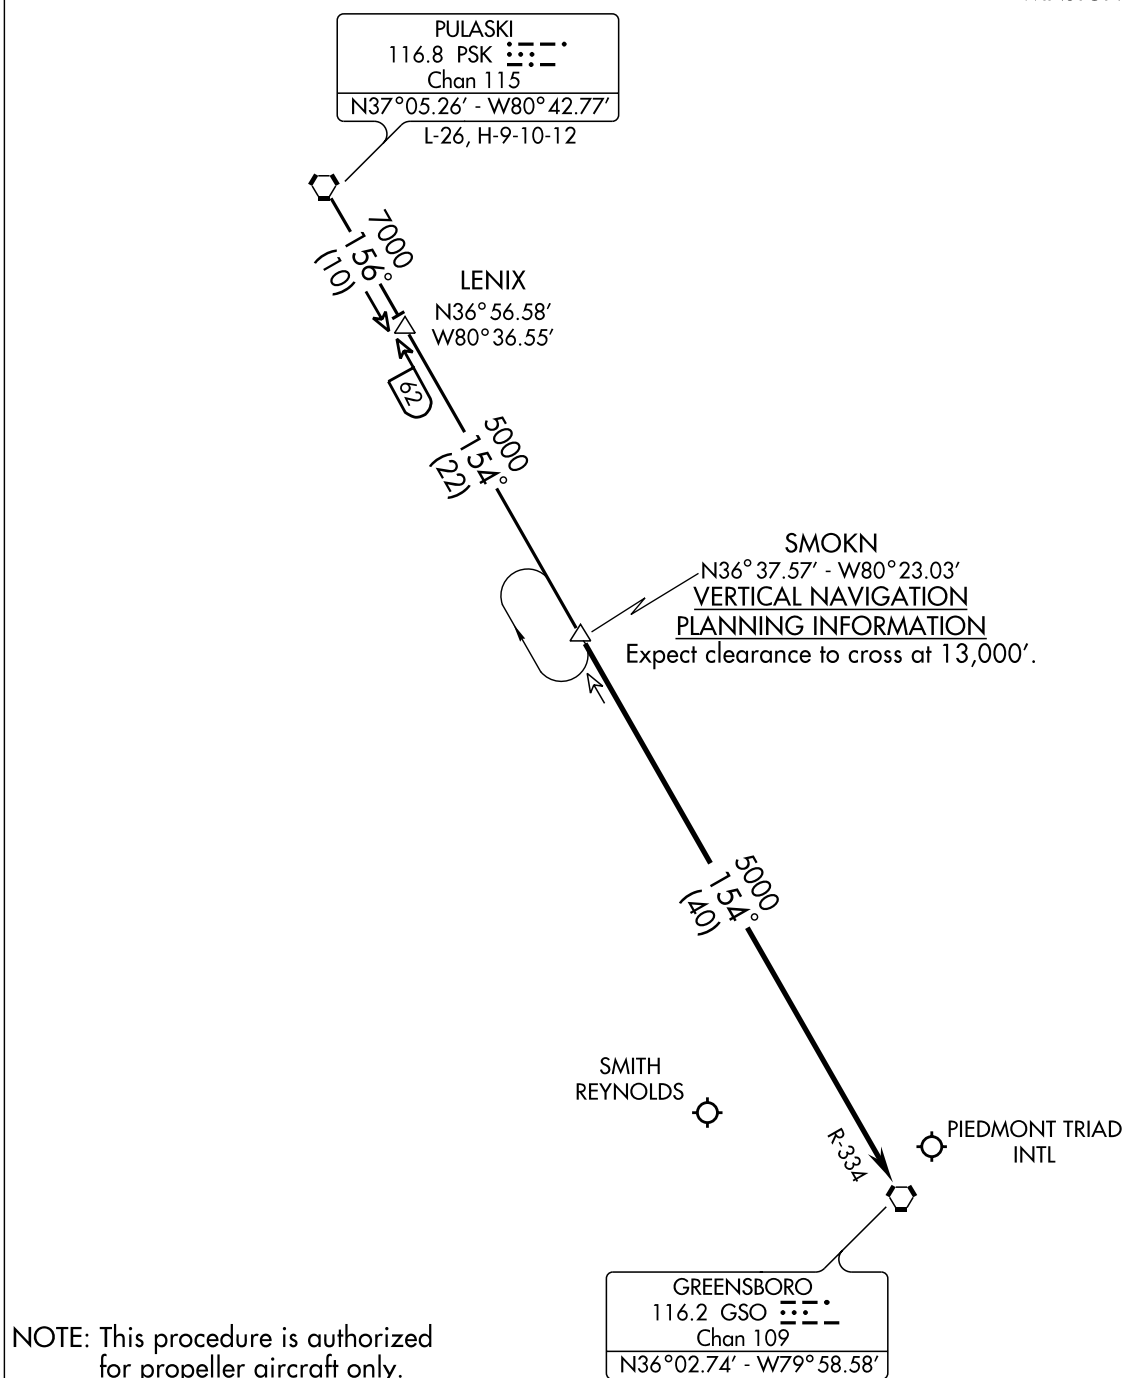 PULASKI
116.8 PSK
Chan 115
N37°05.26′ - W80°42.77′
L-26, H-9-10-12
7000
156°
(10)
LENIX
N36°56.58′
W80°36.55′
62
5000
154°
(22)
SMOKN
N36°37.57′ - W80°23.03′
VERTICAL NAVIGATION
PLANNING INFORMATION
Expect clearance to cross at 13,000′.
5000
154°
(40)
SMITH
REYNOLDS
R-334
PIEDMONT TRIAD
INTL
GREENSBORO
116.2 GSO
Chan 109
N36°02.74′ - W79°58.58′
NOTE: This procedure is authorized
for propeller aircraft only.